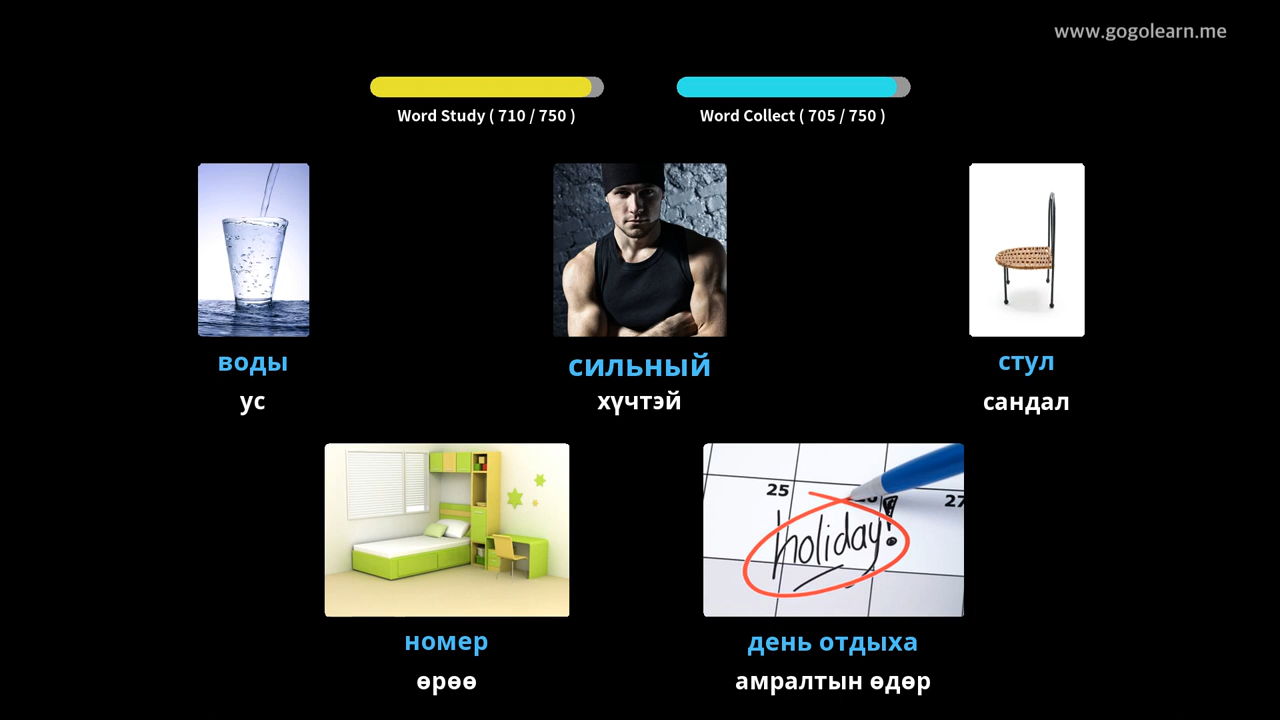 www.gogolearn.me
Word Study ( 710 / 750 )
Word Collect ( 705 / 750 )
воды
ус
сильный
хүчтэй
стул
сандал
25
27
holiday!
номер
өрөө
день отдыха
амралтын өдөр